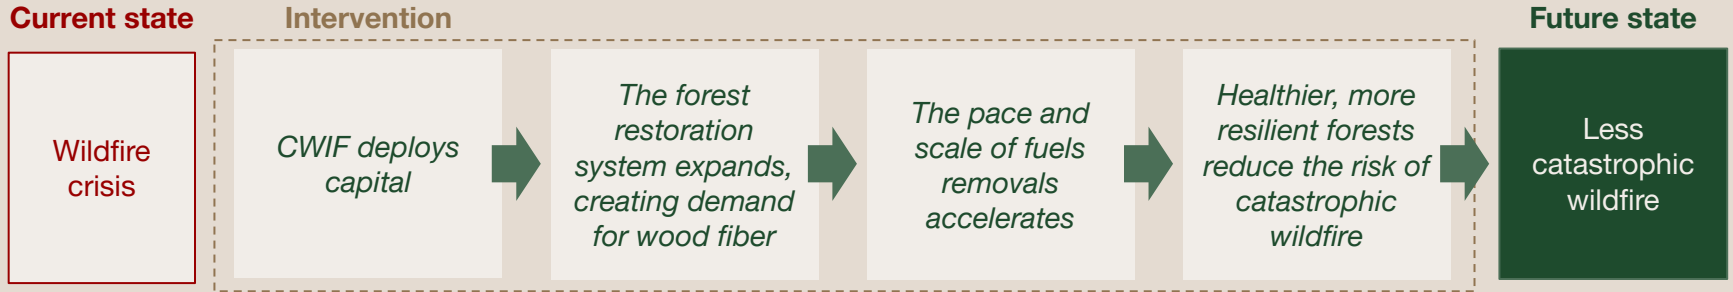 Current state
Intervention
Future state
Wildfire
crisis
CWIF deploys
capital
The forest
restoration
system expands,
creating demand
for wood fiber
The pace and
scale of fuels
removals
accelerates
Healthier, more
resilient forests
reduce the risk of
catastrophic
wildfire
Less
catastrophic
wildfire